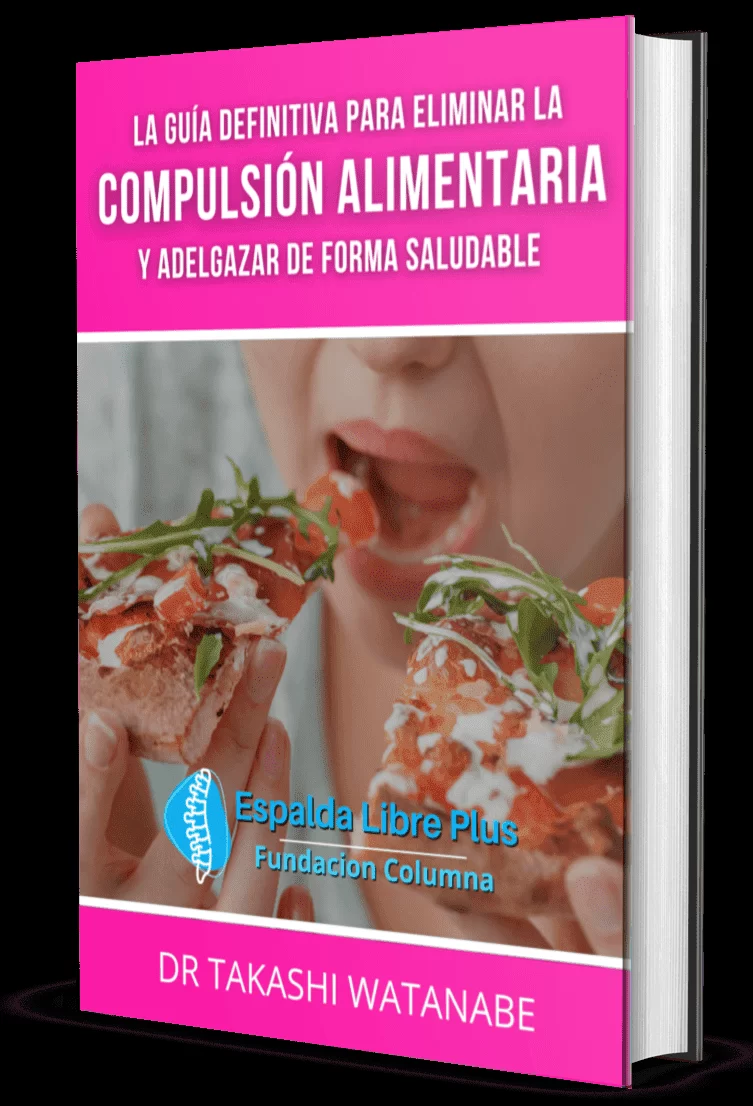 LA GUÍA DEFINITIVA PARA ELIMINAR LA
COMPULSIÓN ALIMENTARIA
Y ADELGAZAR DE FORMA SALUDABLE
Espalda Libre Plus
Fundacion Columna
DR TAKASHI WATANABE